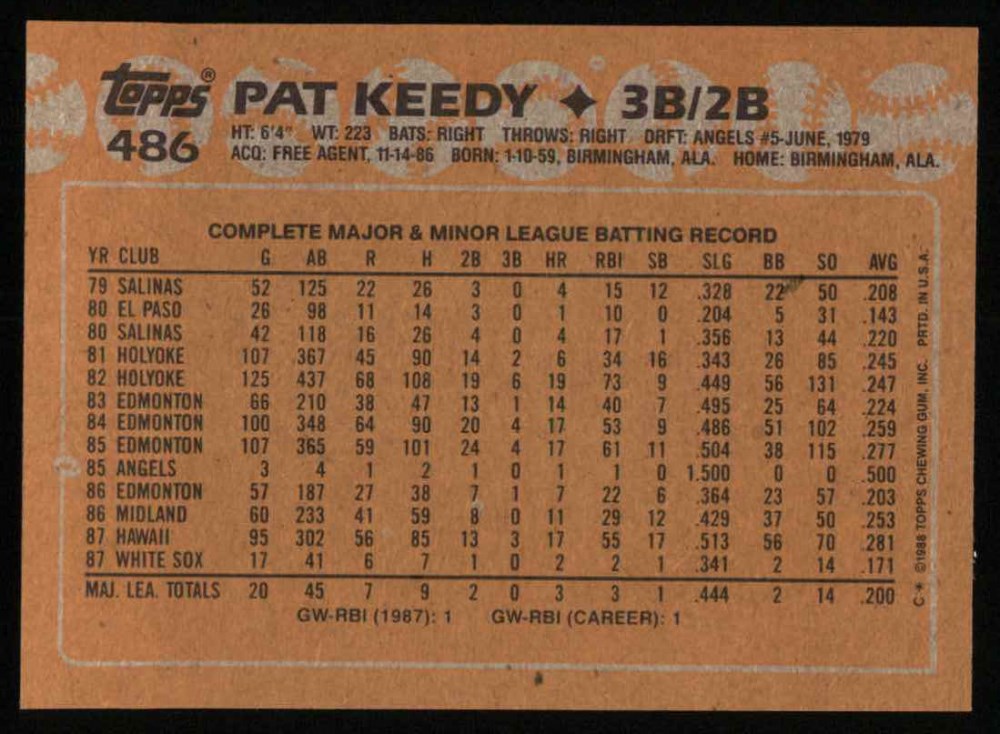 topps® PAT KEEDY ✦ 3B/2B
486 HT: 6'4" WT: 223 BATS: RIGHT THROWS: RIGHT DRFT: ANGELS #5-JUNE, 1979
ACQ: FREE AGENT, 11-14-86 BORN: 1-10-59, BIRMINGHAM, ALA. HOME: BIRMINGHAM, ALA.
COMPLETE MAJOR & MINOR LEAGUE BATTING RECORD
YR CLUB G AB R H 2B 3B HR RBI SB SLG BB SO AVG
79 SALINAS 52 125 22 26 3 0 4 15 12 .328 22 50 .208
80 EL PASO 26 98 11 14 3 0 1 10 0 .204 5 31 .143
80 SALINAS 42 118 16 26 4 0 4 17 1 .356 13 44 .220
81 HOLYOKE 107 367 45 90 14 2 6 34 16 .343 26 85 .245
82 HOLYOKE 125 437 68 108 19 6 19 73 9 .449 56 131 .247
83 EDMONTON 66 210 38 47 13 1 14 40 7 .495 25 64 .224
84 EDMONTON 100 348 64 90 20 4 17 53 9 .486 51 102 .259
85 EDMONTON 107 365 59 101 24 4 17 61 11 .504 38 115 .277
85 ANGELS 3 4 1 2 1 0 1 1 0 1.500 0 0 .500
86 EDMONTON 57 187 27 38 7 1 7 22 6 .364 23 57 .203
86 MIDLAND 60 233 41 59 8 0 11 29 12 .429 37 50 .253
87 HAWAII 95 302 56 85 13 3 17 55 17 .513 56 70 .281
87 WHITE SOX 17 41 6 7 1 0 2 2 1 .341 2 14 .171
MAJ. LEA. TOTALS 20 45 7 9 2 0 3 3 1 .444 2 14 .200
GW-RBI (1987): 1 GW-RBI (CAREER): 1
C* ©1988 TOPPS CHEWING GUM, INC. PRTD. IN U.S.A.